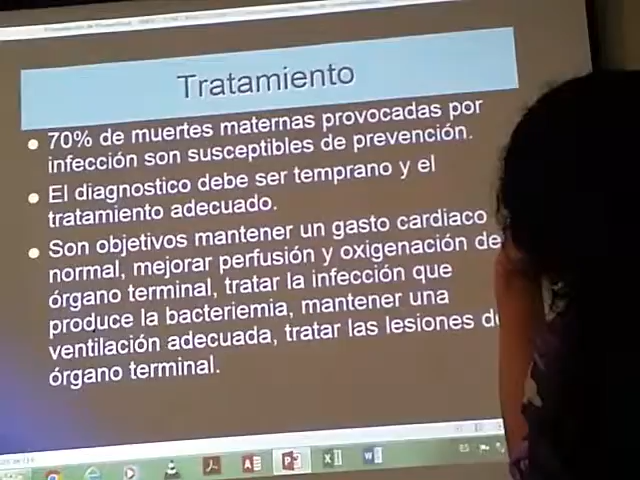 Tratamiento
70% de muertes maternas provocadas por
infección son susceptibles de prevención.
El diagnostico debe ser temprano y el
tratamiento adecuado.
Son objetivos mantener un gasto cardiaco
normal, mejorar perfusión y oxigenación de
órgano terminal, tratar la infección que
produce la bacteriemia, mantener una
ventilación adecuada, tratar las lesiones de
órgano terminal.
ES